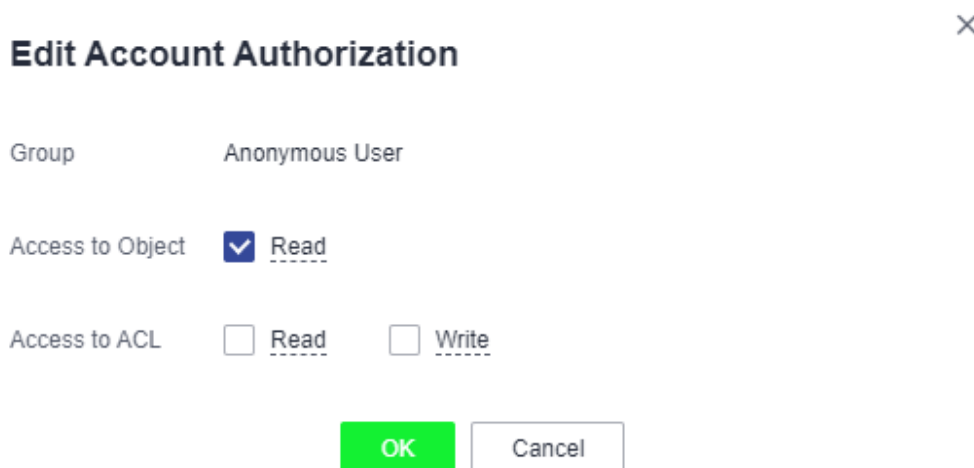 Edit Account Authorization
Group Anonymous User
Access to Object Read
Access to ACL Read Write
OK Cancel